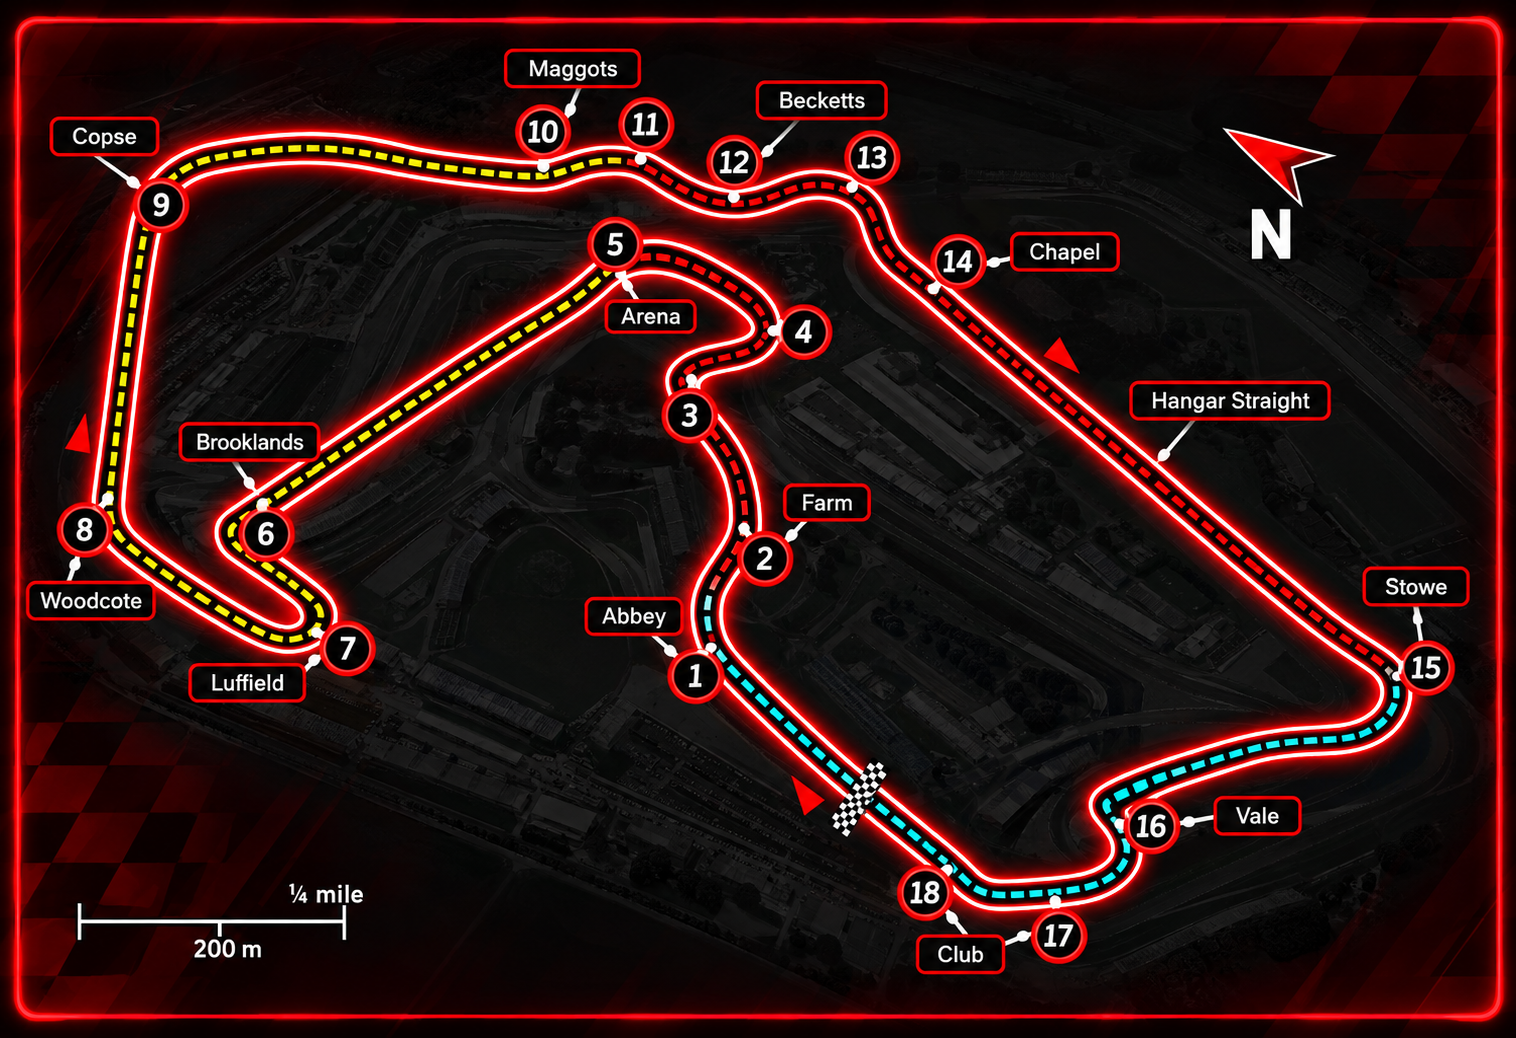 Maggots
10
11
Becketts
Copse
12
13
9
5
14
Chapel
N
Arena
4
3
Hangar Straight
Brooklands
Farm
8
6
2
Woodcote
Abbey
Stowe
7
1
15
Luffield
16
Vale
18
17
Club
¼ mile
200 m